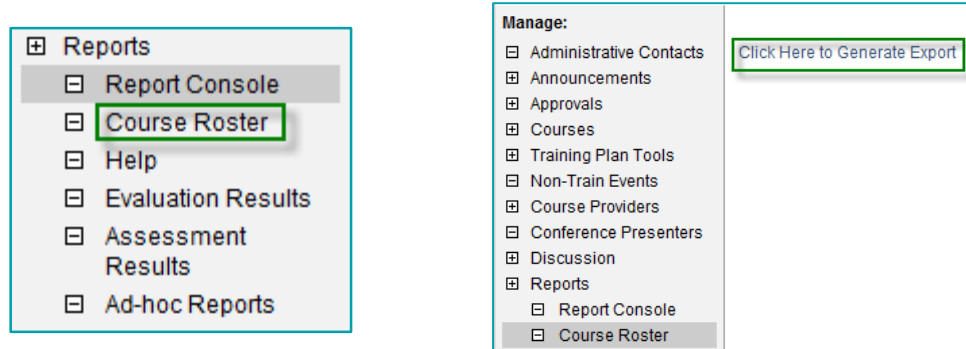 Reports
Report Console
Course Roster
Help
Evaluation Results
Assessment
Results
Ad-hoc Reports
Manage:
Administrative Contacts
Announcements
Approvals
Courses
Training Plan Tools
Non-Train Events
Course Providers
Conference Presenters
Discussion
Reports
Report Console
Course Roster
Click Here to Generate Export